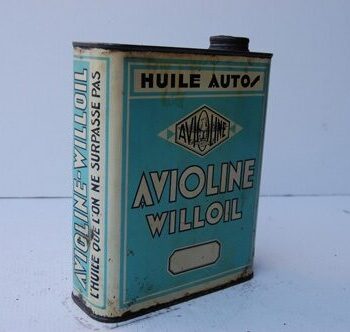 HUILE AUTOS
AVIOLINE
AVIOLINE
WILLOIL
AVIOLINE-WILLOIL
L'HUILE QUE L'ON NE SURPASSE PAS